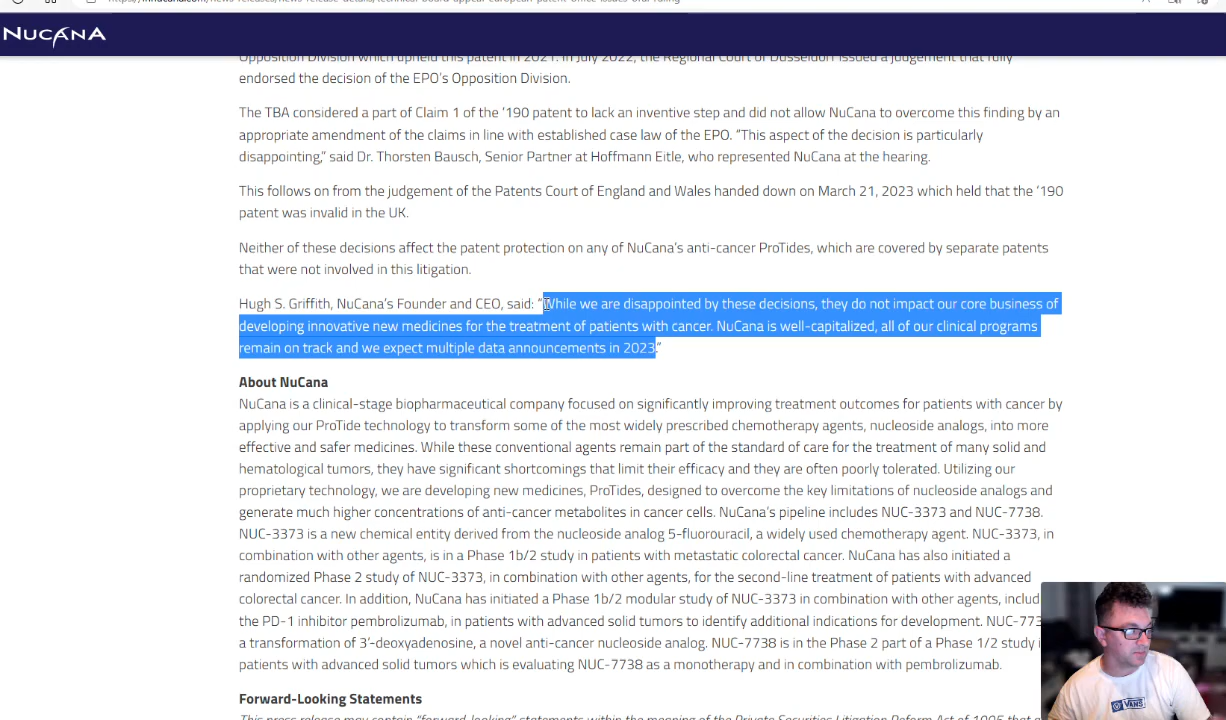 NUCANA
Opposition Division which upheld this patent in 2021. In July 2022, the Regional Court of Düsseldorf issued a judgement that fully
endorsed the decision of the EPO's Opposition Division.
The TBA considered a part of Claim 1 of the '190 patent to lack an inventive step and did not allow NuCana to overcome this finding by an
appropriate amendment of the claims in line with established case law of the EPO. "This aspect of the decision is particularly
disappointing," said Dr. Thorsten Bausch, Senior Partner at Hoffmann Eitle, who represented NuCana at the hearing.
This follows on from the judgement of the Patents Court of England and Wales handed down on March 21, 2023 which held that the '190
patent was invalid in the UK.
Neither of these decisions affect the patent protection on any of NuCana's anti-cancer ProTides, which are covered by separate patents
that were not involved in this litigation.
Hugh S. Griffith, NuCana's Founder and CEO, said: "While we are disappointed by these decisions, they do not impact our core business of
developing innovative new medicines for the treatment of patients with cancer. NuCana is well-capitalized, all of our clinical programs
remain on track and we expect multiple data announcements in 2023."
About NuCana
NuCana is a clinical-stage biopharmaceutical company focused on significantly improving treatment outcomes for patients with cancer by
applying our ProTide technology to transform some of the most widely prescribed chemotherapy agents, nucleoside analogs, into more
effective and safer medicines. While these conventional agents remain part of the standard of care for the treatment of many solid and
hematological tumors, they have significant shortcomings that limit their efficacy and they are often poorly tolerated. Utilizing our
proprietary technology, we are developing new medicines, ProTides, designed to overcome the key limitations of nucleoside analogs and
generate much higher concentrations of anti-cancer metabolites in cancer cells. NuCana's pipeline includes NUC-3373 and NUC-7738.
NUC-3373 is a new chemical entity derived from the nucleoside analog 5-fluorouracil, a widely used chemotherapy agent. NUC-3373, in
combination with other agents, is in a Phase 1b/2 study in patients with metastatic colorectal cancer. NuCana has also initiated a
randomized Phase 2 study of NUC-3373, in combination with other agents, for the second-line treatment of patients with advanced
colorectal cancer. In addition, NuCana has initiated a Phase 1b/2 modular study of NUC-3373 in combination with other agents, includ
the PD-1 inhibitor pembrolizumab, in patients with advanced solid tumors to identify additional indications for development. NUC-773
a transformation of 3'-deoxyadenosine, a novel anti-cancer nucleoside analog. NUC-7738 is in the Phase 2 part of a Phase 1/2 study i
patients with advanced solid tumors which is evaluating NUC-7738 as a monotherapy and in combination with pembrolizumab.
Forward-Looking Statements
This press release may contain "forward-looking" statements within the meaning of the Private Securities Litigation Reform Act of 1995 that a
VANS